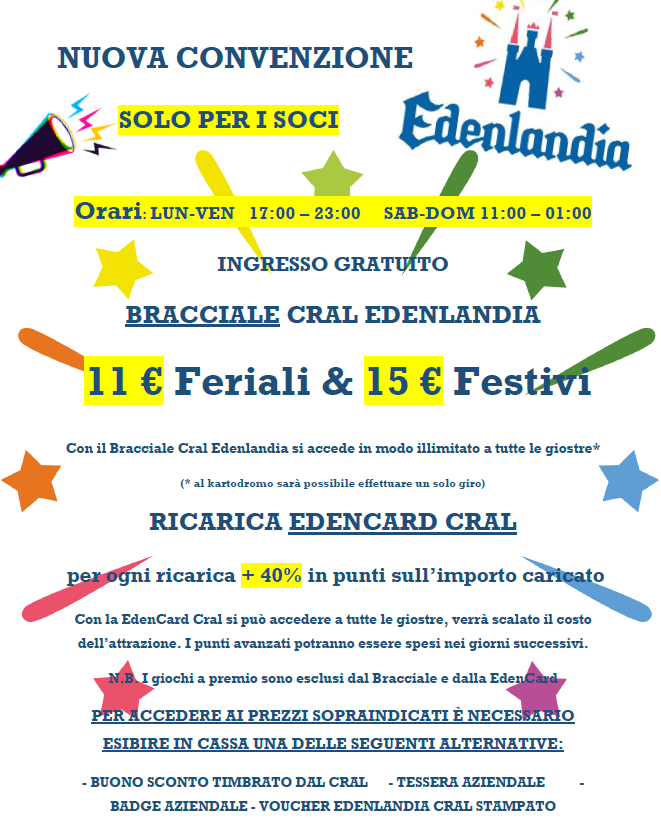 NUOVA CONVENZIONE
Edenlandia
SOLO PER I SOCI
Orari: LUN-VEN 17:00 – 23:00 SAB-DOM 11:00 – 01:00
INGRESSO GRATUITO
BRACCIALE CRAL EDENLANDIA
11 € Feriali & 15 € Festivi
Con il Bracciale Cral Edenlandia si accede in modo illimitato a tutte le giostre*
(* al kartodromo sarà possibile effettuare un solo giro)
RICARICA EDENCARD CRAL
per ogni ricarica + 40% in punti sull’importo caricato
Con la EdenCard Cral si può accedere a tutte le giostre, verrà scalato il costo
dell’attrazione. I punti avanzati potranno essere spesi nei giorni successivi.
N.B. I giochi a premio sono esclusi dal Bracciale e dalla EdenCard
PER ACCEDERE AI PREZZI SOPRAINDICATI È NECESSARIO
ESIBIRE IN CASSA UNA DELLE SEGUENTI ALTERNATIVE:
- BUONO SCONTO TIMBRATO DAL CRAL - TESSERA AZIENDALE -
BADGE AZIENDALE - VOUCHER EDENLANDIA CRAL STAMPATO